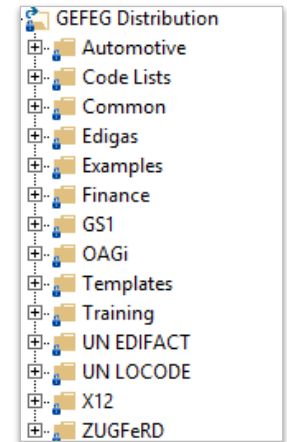 GEFEG Distribution
Automotive
Code Lists
Common
Edigas
Examples
Finance
GS1
OAGi
Templates
Training
UN EDIFACT
UN LOCODE
X12
ZUGFeRD